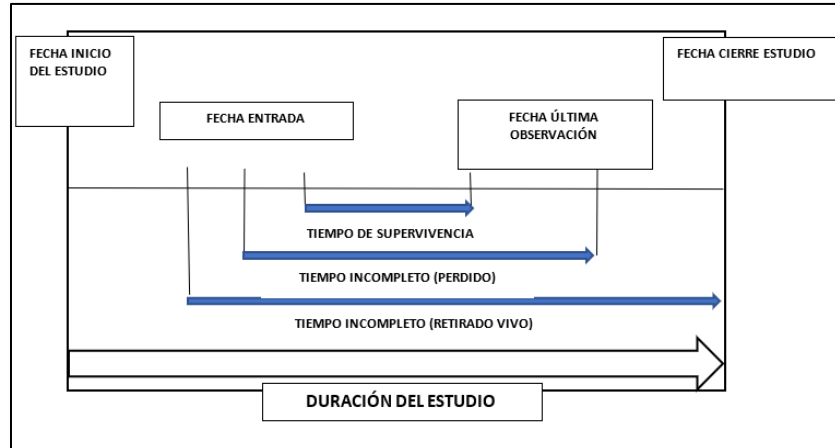 FECHA INICIO
DEL ESTUDIO
FECHA CIERRE ESTUDIO
FECHA ENTRADA
FECHA ÚLTIMA
OBSERVACIÓN
TIEMPO DE SUPERVIVENCIA
TIEMPO INCOMPLETO (PERDIDO)
TIEMPO INCOMPLETO (RETIRADO VIVO)
DURACIÓN DEL ESTUDIO